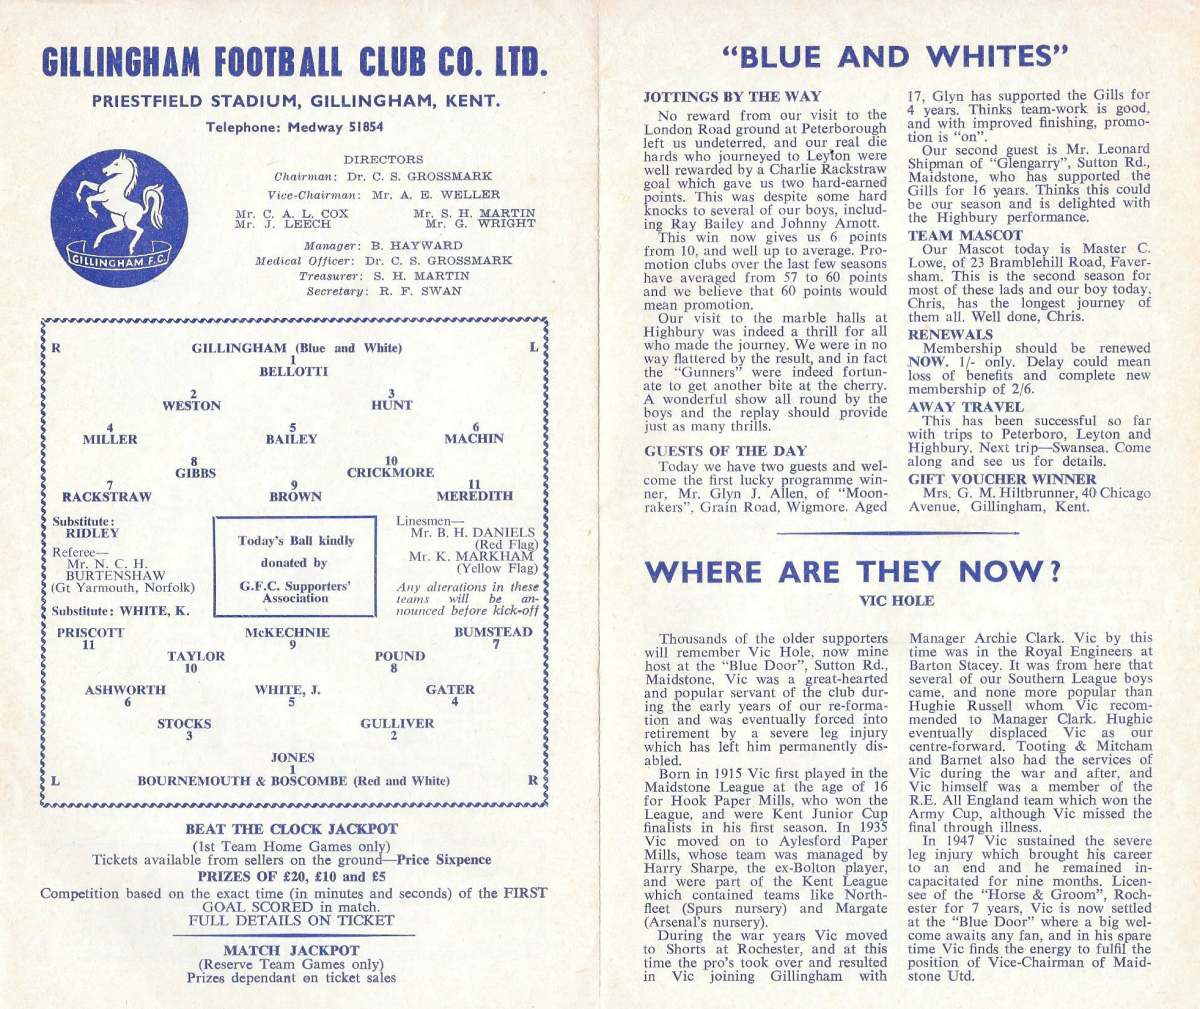 GILLINGHAM FOOTBALL CLUB CO. LTD.
PRIESTFIELD STADIUM, GILLINGHAM, KENT.
Telephone: Medway 51854
GILLINGHAM F.C.
DIRECTORS
Chairman: Dr. C. S. GROSSMARK
Vice-Chairman: Mr. A. E. WELLER
Mr. C. A. L. COX Mr. S. H. MARTIN
Mr. J. LEECH Mr. G. WRIGHT
Manager: B. HAYWARD
Medical Officer: Dr. C. S. GROSSMARK
Treasurer: S. H. MARTIN
Secretary: R. F. SWAN
R GILLINGHAM (Blue and White) L
1
BELLOTTI
2 3
WESTON HUNT
4 5 6
MILLER BAILEY MACHIN
8 10
GIBBS CRICKMORE
7 9 11
RACKSTRAW BROWN MEREDITH
Substitute:
RIDLEY
Referee—
Mr. N. C. H.
BURTENSHAW
(Gt Yarmouth, Norfolk)
Substitute: WHITE, K.
Today's Ball kindly
donated by
G.F.C. Supporters'
Association
Linesmen—
Mr. B. H. DANIELS
(Red Flag)
Mr. K. MARKHAM
(Yellow Flag)
Any alterations in these
teams will be an-
nounced before kick-off
PRISCOTT McKECHNIE BUMSTEAD
11 9 7
TAYLOR POUND
10 8
ASHWORTH WHITE, J. GATER
6 5 4
STOCKS GULLIVER
3 2
JONES
1
L BOURNEMOUTH & BOSCOMBE (Red and White) R
BEAT THE CLOCK JACKPOT
(1st Team Home Games only)
Tickets available from sellers on the ground—Price Sixpence
PRIZES OF £20, £10 and £5
Competition based on the exact time (in minutes and seconds) of the FIRST
GOAL SCORED in match.
FULL DETAILS ON TICKET
MATCH JACKPOT
(Reserve Team Games only)
Prizes dependant on ticket sales
"BLUE AND WHITES"
JOTTINGS BY THE WAY
No reward from our visit to the
London Road ground at Peterborough
left us undeterred, and our real die
hards who journeyed to Leyton were
well rewarded by a Charlie Rackstraw
goal which gave us two hard-earned
points. This was despite some hard
knocks to several of our boys, includ-
ing Ray Bailey and Johnny Arnott.
This win now gives us 6 points
from 10, and well up to average. Pro-
motion clubs over the last few seasons
have averaged from 57 to 60 points
and we believe that 60 points would
mean promotion.
Our visit to the marble halls at
Highbury was indeed a thrill for all
who made the journey. We were in no
way flattered by the result, and in fact
the "Gunners" were indeed fortun-
ate to get another bite at the cherry.
A wonderful show all round by the
boys and the replay should provide
just as many thrills.
GUESTS OF THE DAY
Today we have two guests and wel-
come the first lucky programme win-
ner, Mr. Glyn J. Allen, of "Moon-
rakers", Grain Road, Wigmore. Aged
17, Glyn has supported the Gills for
4 years. Thinks team-work is good,
and with improved finishing, promo-
tion is "on".
Our second guest is Mr. Leonard
Shipman of "Glengarry", Sutton Rd.,
Maidstone, who has supported the
Gills for 16 years. Thinks this could
be our season and is delighted with
the Highbury performance.
TEAM MASCOT
Our Mascot today is Master C.
Lowe, of 23 Bramblehill Road, Faver-
sham. This is the second season for
most of these lads and our boy today,
Chris, has the longest journey of
them all. Well done, Chris.
RENEWALS
Membership should be renewed
NOW. 1/- only. Delay could mean
loss of benefits and complete new
membership of 2/6.
AWAY TRAVEL
This has been successful so far
with trips to Peterboro, Leyton and
Highbury. Next trip—Swansea. Come
along and see us for details.
GIFT VOUCHER WINNER
Mrs. G. M. Hiltbrunner, 40 Chicago
Avenue, Gillingham, Kent.
WHERE ARE THEY NOW?
VIC HOLE
Thousands of the older supporters
will remember Vic Hole, now mine
host at the "Blue Door", Sutton Rd.,
Maidstone. Vic was a great-hearted
and popular servant of the club dur-
ing the early years of our re-forma-
tion and was eventually forced into
retirement by a severe leg injury
which has left him permanently dis-
abled.
Born in 1915 Vic first played in the
Maidstone League at the age of 16
for Hook Paper Mills, who won the
League, and were Kent Junior Cup
finalists in his first season. In 1935
Vic moved on to Aylesford Paper
Mills, whose team was managed by
Harry Sharpe, the ex-Bolton player,
and were part of the Kent League
which contained teams like North-
fleet (Spurs nursery) and Margate
(Arsenal's nursery).
During the war years Vic moved
to Shorts at Rochester, and at this
time the pro's took over and resulted
in Vic joining Gillingham with
Manager Archie Clark. Vic by this
time was in the Royal Engineers at
Barton Stacey. It was from here that
several of our Southern League boys
came, and none more popular than
Hughie Russell whom Vic recom-
mended to Manager Clark. Hughie
eventually displaced Vic as our
centre-forward. Tooting & Mitcham
and Barnet also had the services of
Vic during the war and after, and
Vic himself was a member of the
R.E. All England team which won the
Army Cup, although Vic missed the
final through illness.
In 1947 Vic sustained the severe
leg injury which brought his career
to an end and he remained in-
capacitated for nine months. Licen-
see of the "Horse & Groom", Roch-
ester for 7 years, Vic is now settled
at the "Blue Door" where a big wel-
come awaits any fan, and in his spare
time Vic finds the energy to fulfil the
position of Vice-Chairman of Maid-
stone Utd.